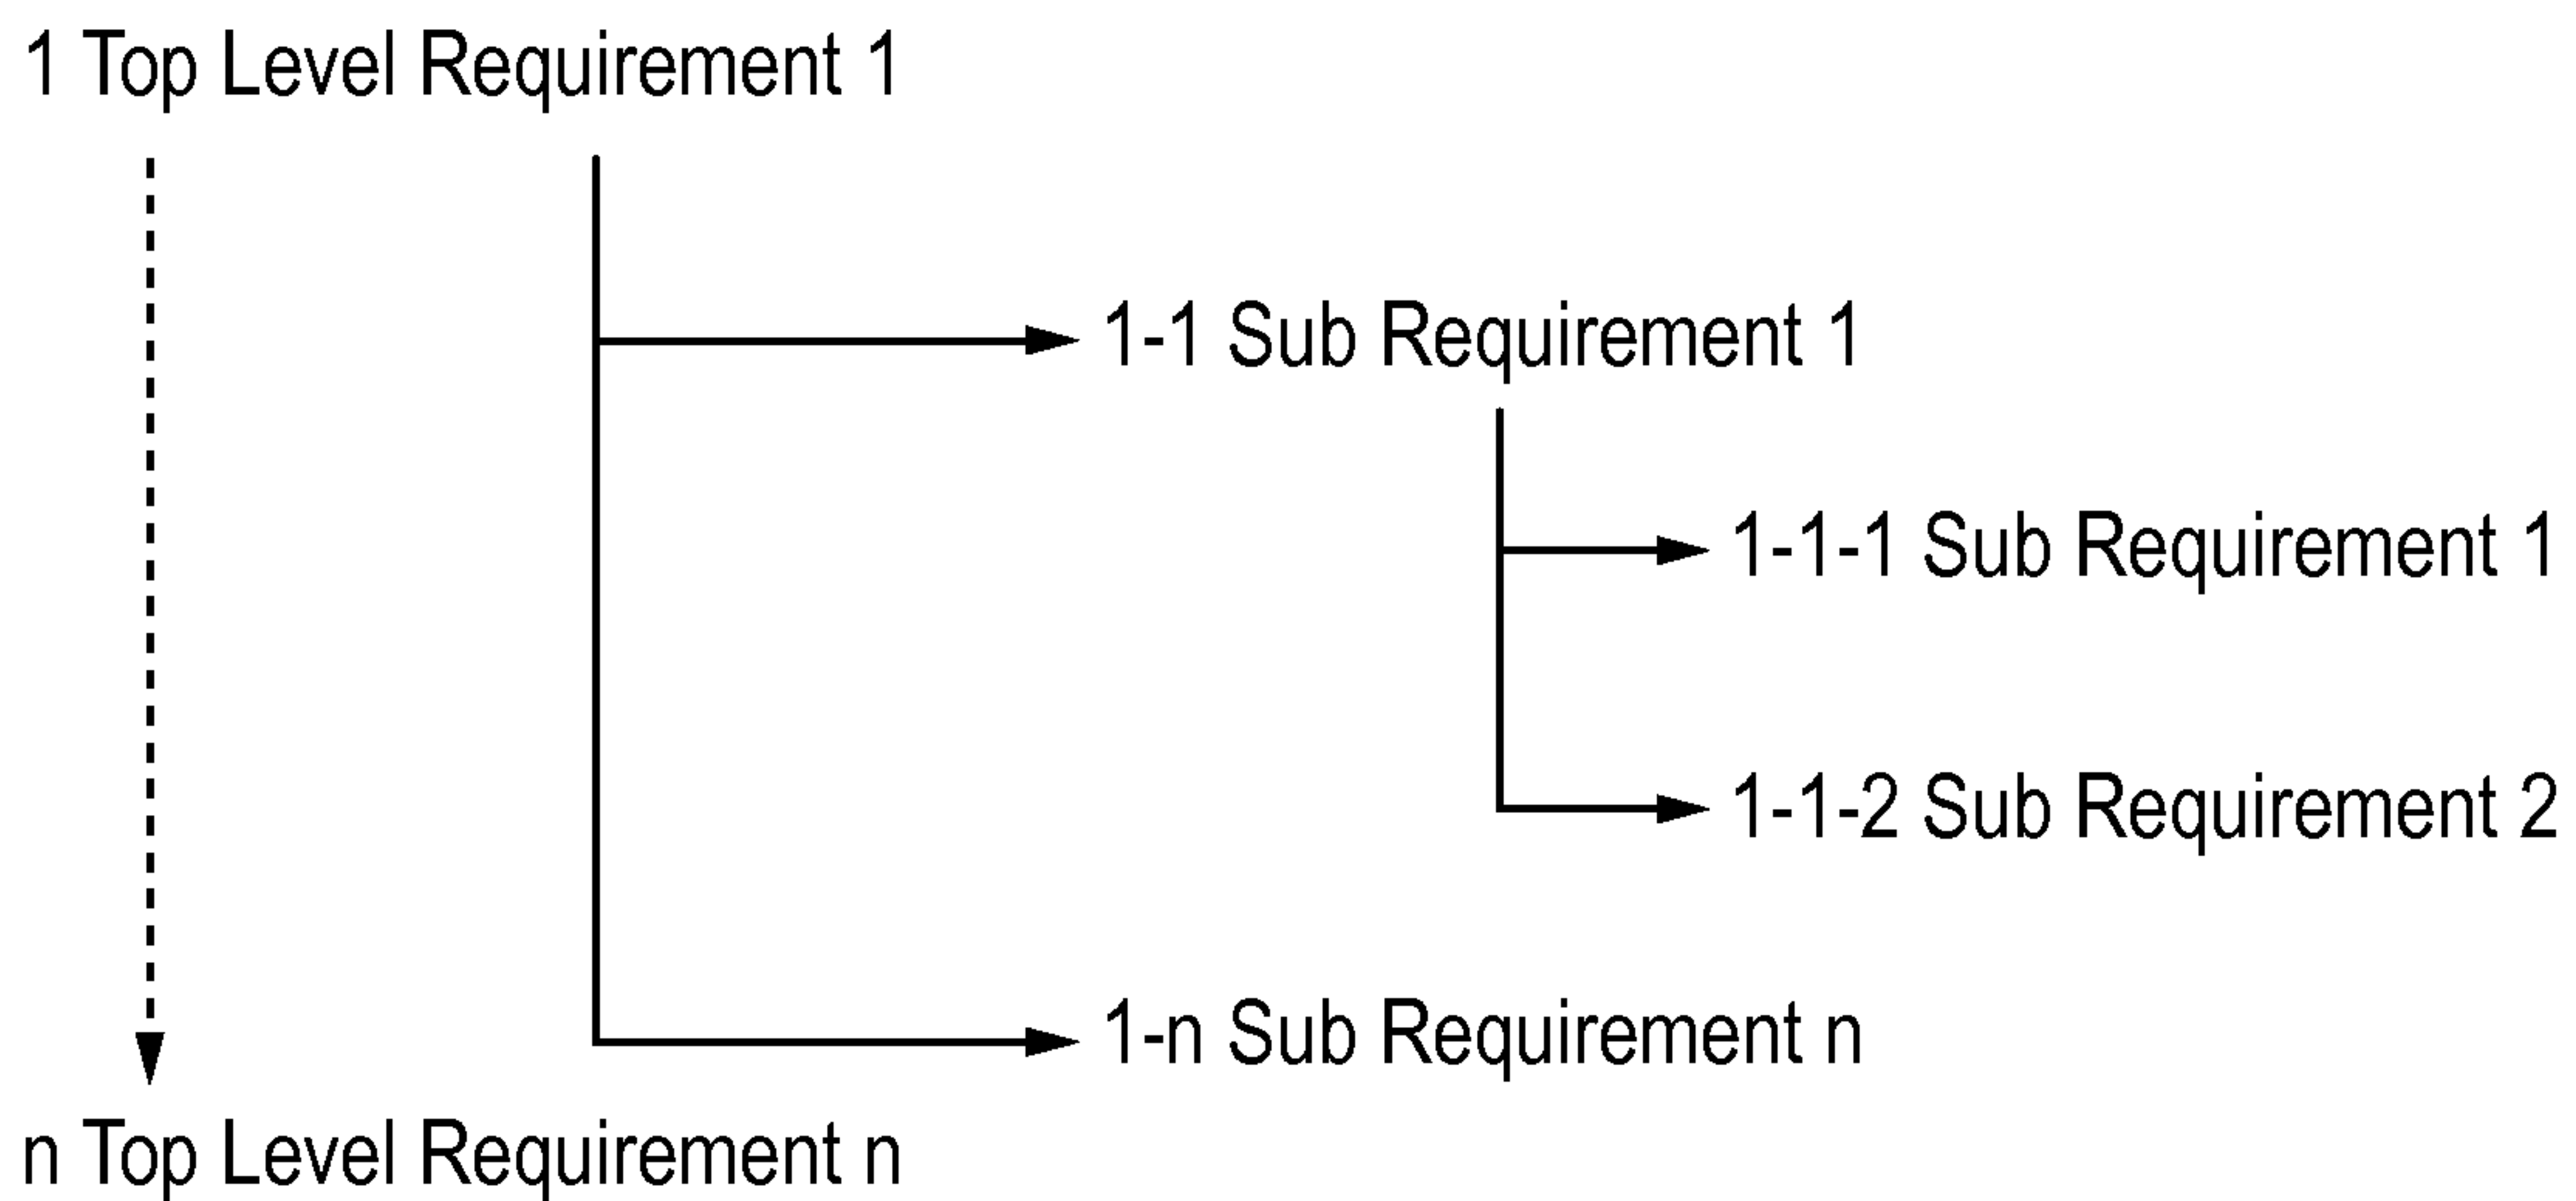 1 Top Level Requirement 1
1-1 Sub Requirement 1
1-1-1 Sub Requirement 1
1-1-2 Sub Requirement 2
1-n Sub Requirement n
n Top Level Requirement n